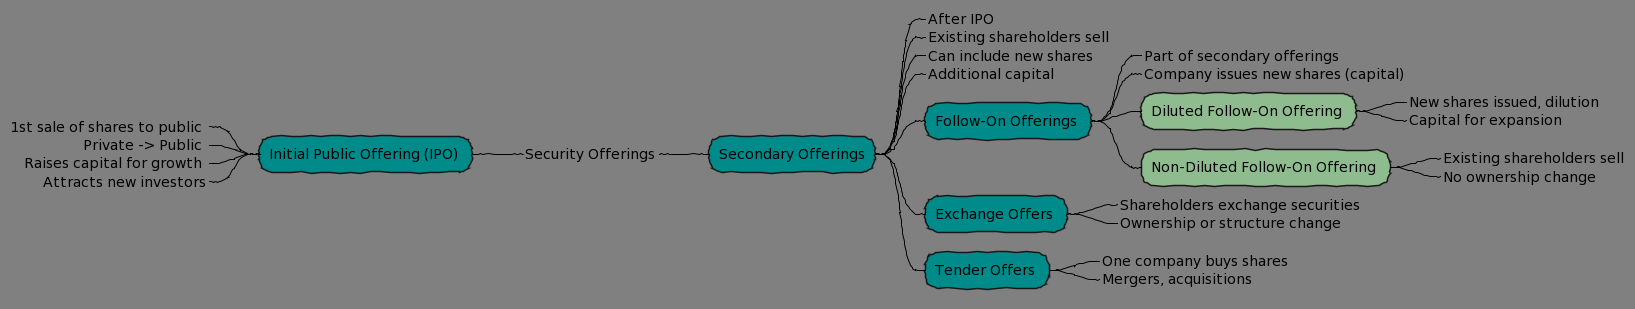 1st sale of shares to public
Private -> Public
Raises capital for growth
Attracts new investors
Initial Public Offering (IPO)
Security Offerings
Secondary Offerings
After IPO
Existing shareholders sell
Can include new shares
Additional capital
Follow-On Offerings
Part of secondary offerings
Company issues new shares (capital)
Diluted Follow-On Offering
New shares issued, dilution
Capital for expansion
Non-Diluted Follow-On Offering
Existing shareholders sell
No ownership change
Exchange Offers
Shareholders exchange securities
Ownership or structure change
Tender Offers
One company buys shares
Mergers, acquisitions